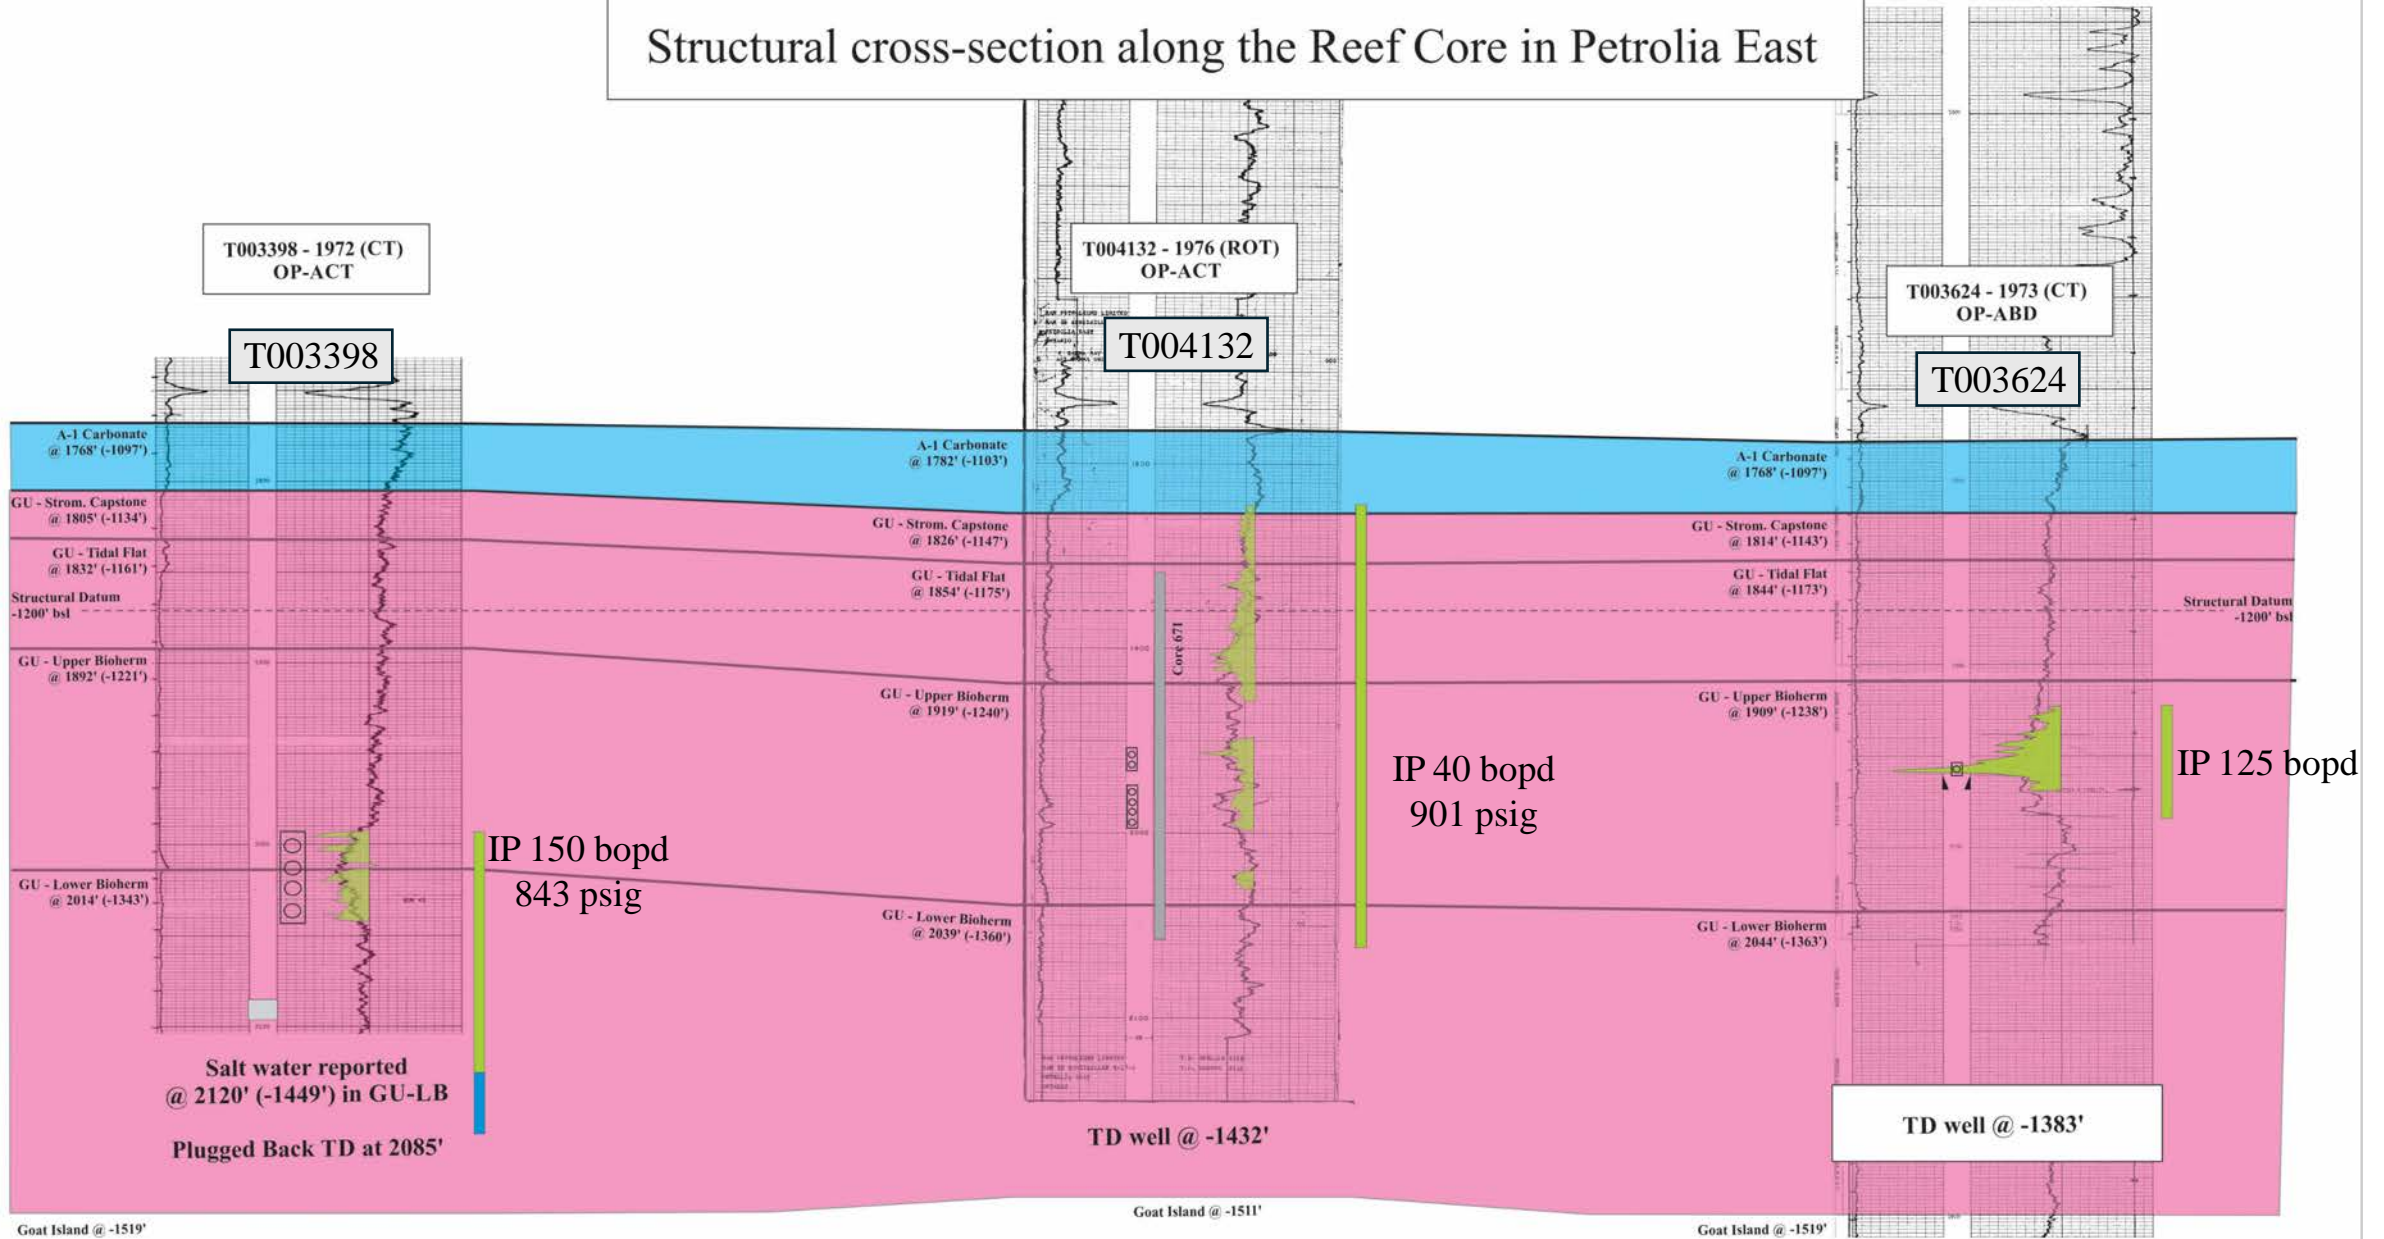 Structural cross-section along the Reef Core in Petrolia East
T003398 - 1972 (CT)
OP-ACT
T003398
T004132 - 1976 (ROT)
OP-ACT
T004132
T003624 - 1973 (CT)
OP-ABD
T003624
A-1 Carbonate
@ 1768' (-1097')
GU - Strom. Capstone
@ 1805' (-1134')
GU - Tidal Flat
@ 1832' (-1161')
Structural Datum
-1200' bsl
GU - Upper Bioherm
@ 1892' (-1221')
GU - Lower Bioherm
@ 2014' (-1343')
IP 150 bopd
843 psig
Salt water reported
@ 2120' (-1449') in GU-LB
Plugged Back TD at 2085'
Goat Island @ -1519'
A-1 Carbonate
@ 1782' (-1103')
GU - Strom. Capstone
@ 1826' (-1147')
GU - Tidal Flat
@ 1854' (-1175')
GU - Upper Bioherm
@ 1919' (-1240')
GU - Lower Bioherm
@ 2039' (-1360')
Core 671
IP 40 bopd
901 psig
TD well @ -1432'
Goat Island @ -1511'
A-1 Carbonate
@ 1768' (-1097')
GU - Strom. Capstone
@ 1814' (-1143')
GU - Tidal Flat
@ 1844' (-1173')
Structural Datum
-1200' bsl
GU - Upper Bioherm
@ 1909' (-1238')
GU - Lower Bioherm
@ 2044' (-1363')
IP 125 bopd
TD well @ -1383'
Goat Island @ -1519'